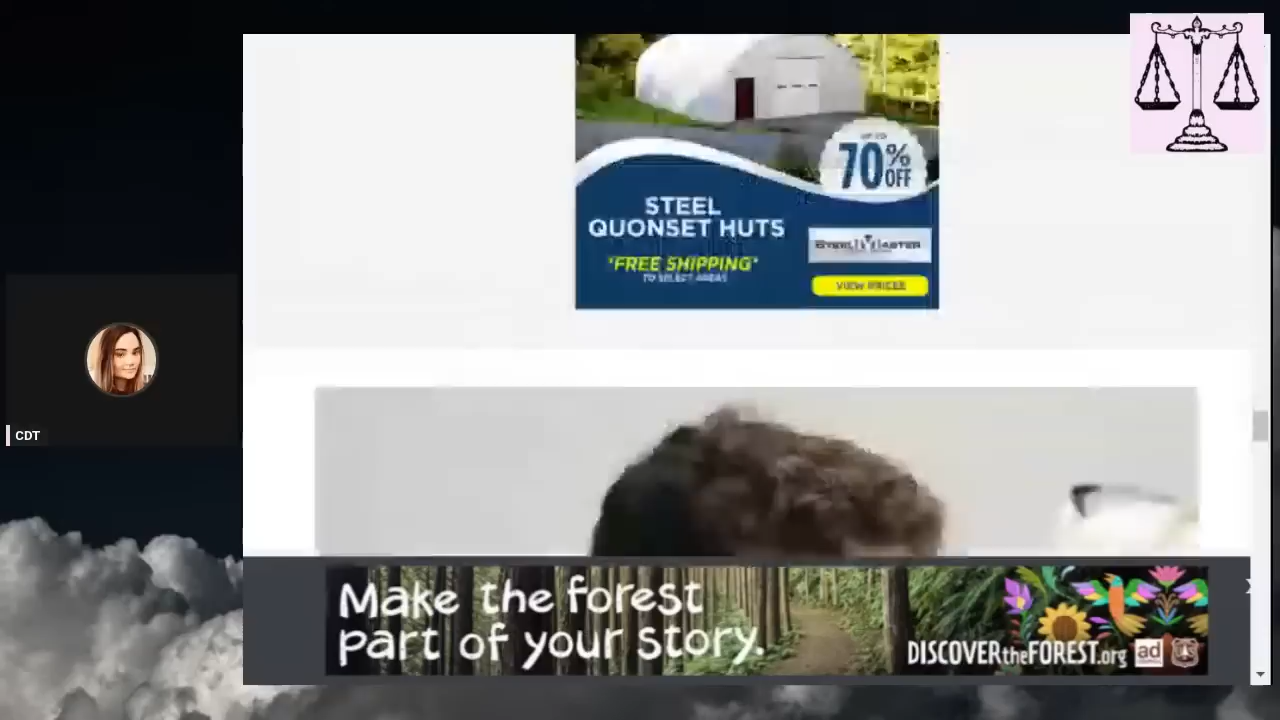 UP TO
70%
OFF
STEEL
QUONSET HUTS
*FREE SHIPPING*
TO SELECT AREAS
VIEW PRICES
CDT
Make the forest
part of your story.
DISCOVERtheFOREST.org
ad